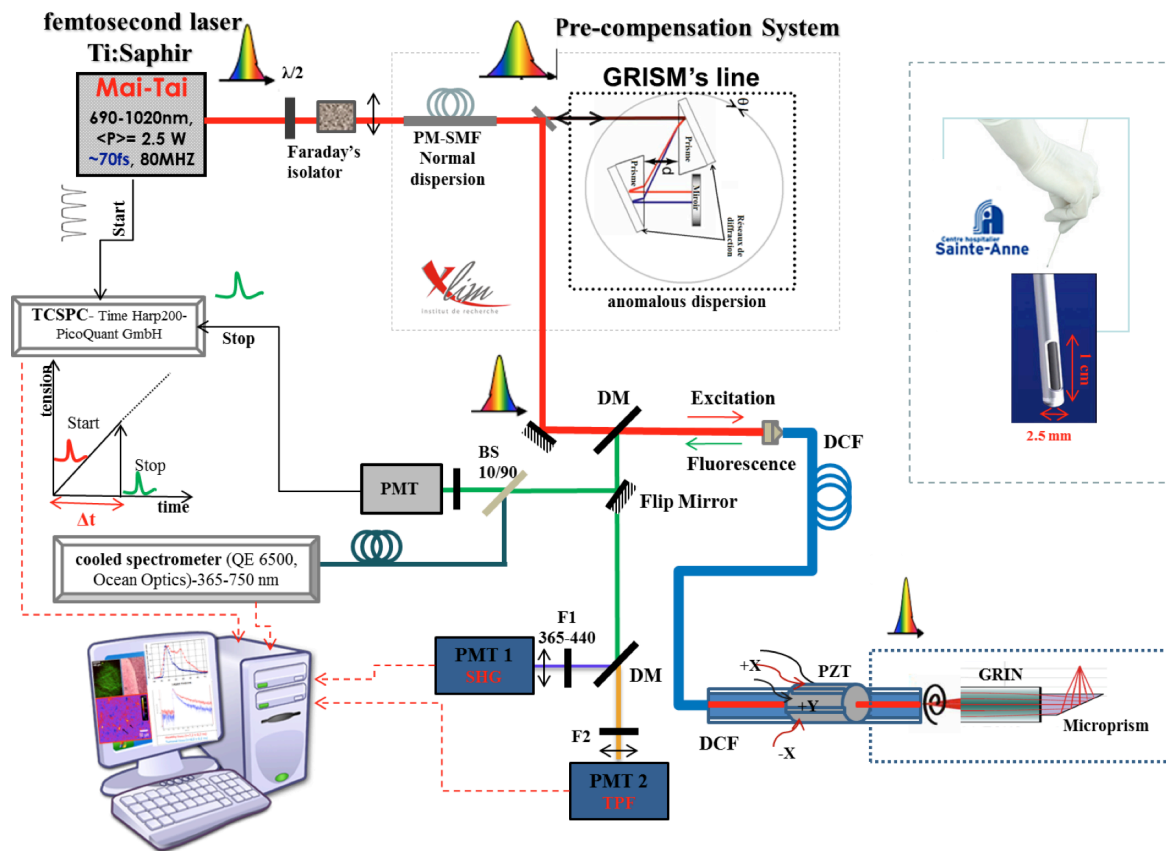 femtosecond laser
Ti:Saphir
Mai-Tai
690-1020nm,
<P>= 2.5 W
~70fs, 80MHZ
λ/2
Faraday's
isolator
PM-SMF
Normal
dispersion
Pre-compensation System
GRISM's line
θ
Prisme
Prisme
d
Miroir
Réseaux de
diffraction
anomalous dispersion
Xlim
Institut de recherche
Centre hospitalier
Sainte-Anne
1 cm
2.5 mm
Start
TCSPC- Time Harp200-
PicoQuant GmbH
Stop
tension
Start
Stop
time
Δt
DM
Excitation
Fluorescence
DCF
BS
10/90
PMT
Flip Mirror
cooled spectrometer (QE 6500,
Ocean Optics)-365-750 nm
F1
365-440
PMT 1
SHG
DM
F2
PMT 2
TPF
+X
PZT
+Y
DCF
-X
GRIN
Microprism